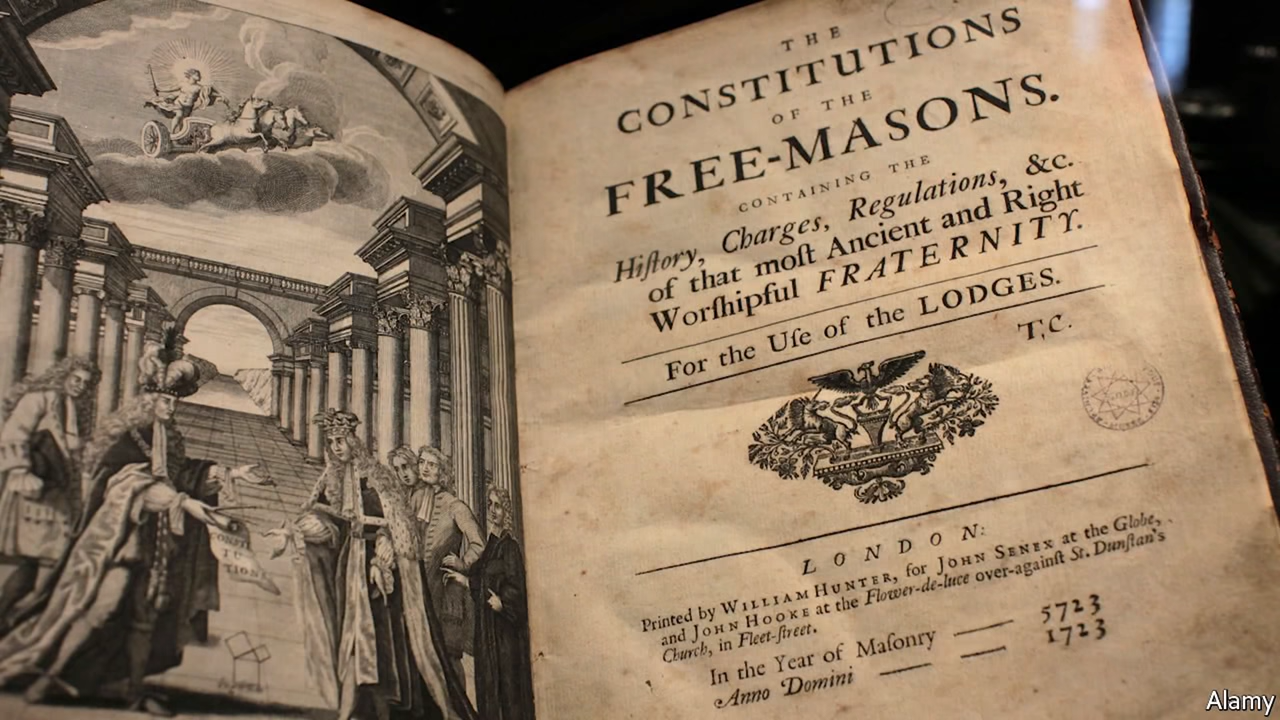 CONSTI
TU
TIONS
THE
CONSTITUTIONS
OF THE
FREE-MASONS.
CONTAINING THE
Hiſtory, Charges, Regulations, &c.
of that moſt Ancient and Right
Worſhipful FRATERNITY.
For the Uſe of the LODGES.
T,C.
LONDON:
Printed by WILLIAM HUNTER, for JOHN SENEX at the Globe,
and JOHN HOOKE at the Flower-de-luce over-againſt St. Dunſtan's
Church, in Fleet-ſtreet.
In the Year of Maſonry 5723
Anno Domini 1723
Alamy